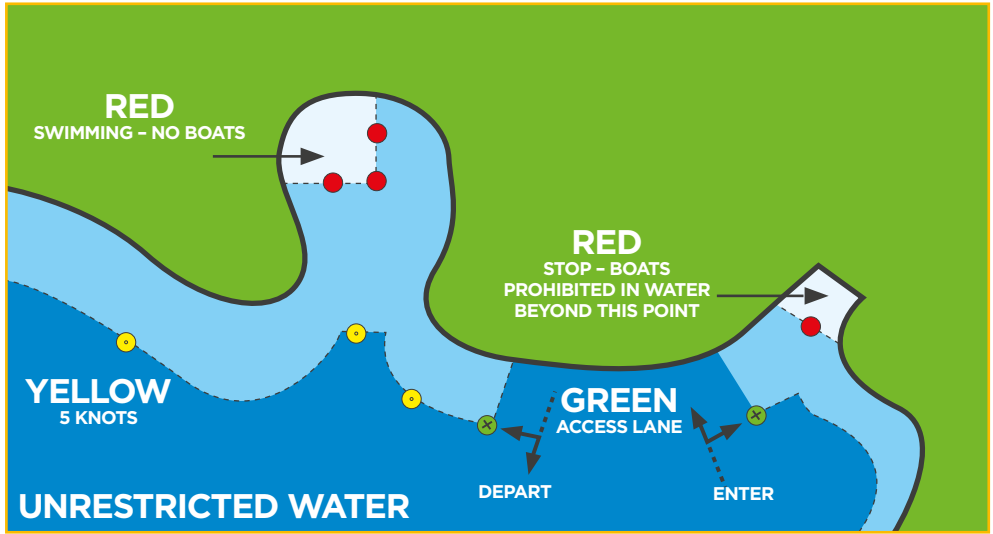 RED
SWIMMING – NO BOATS
RED
STOP – BOATS
PROHIBITED IN WATER
BEYOND THIS POINT
YELLOW
5 KNOTS
GREEN
ACCESS LANE
DEPART
ENTER
UNRESTRICTED WATER